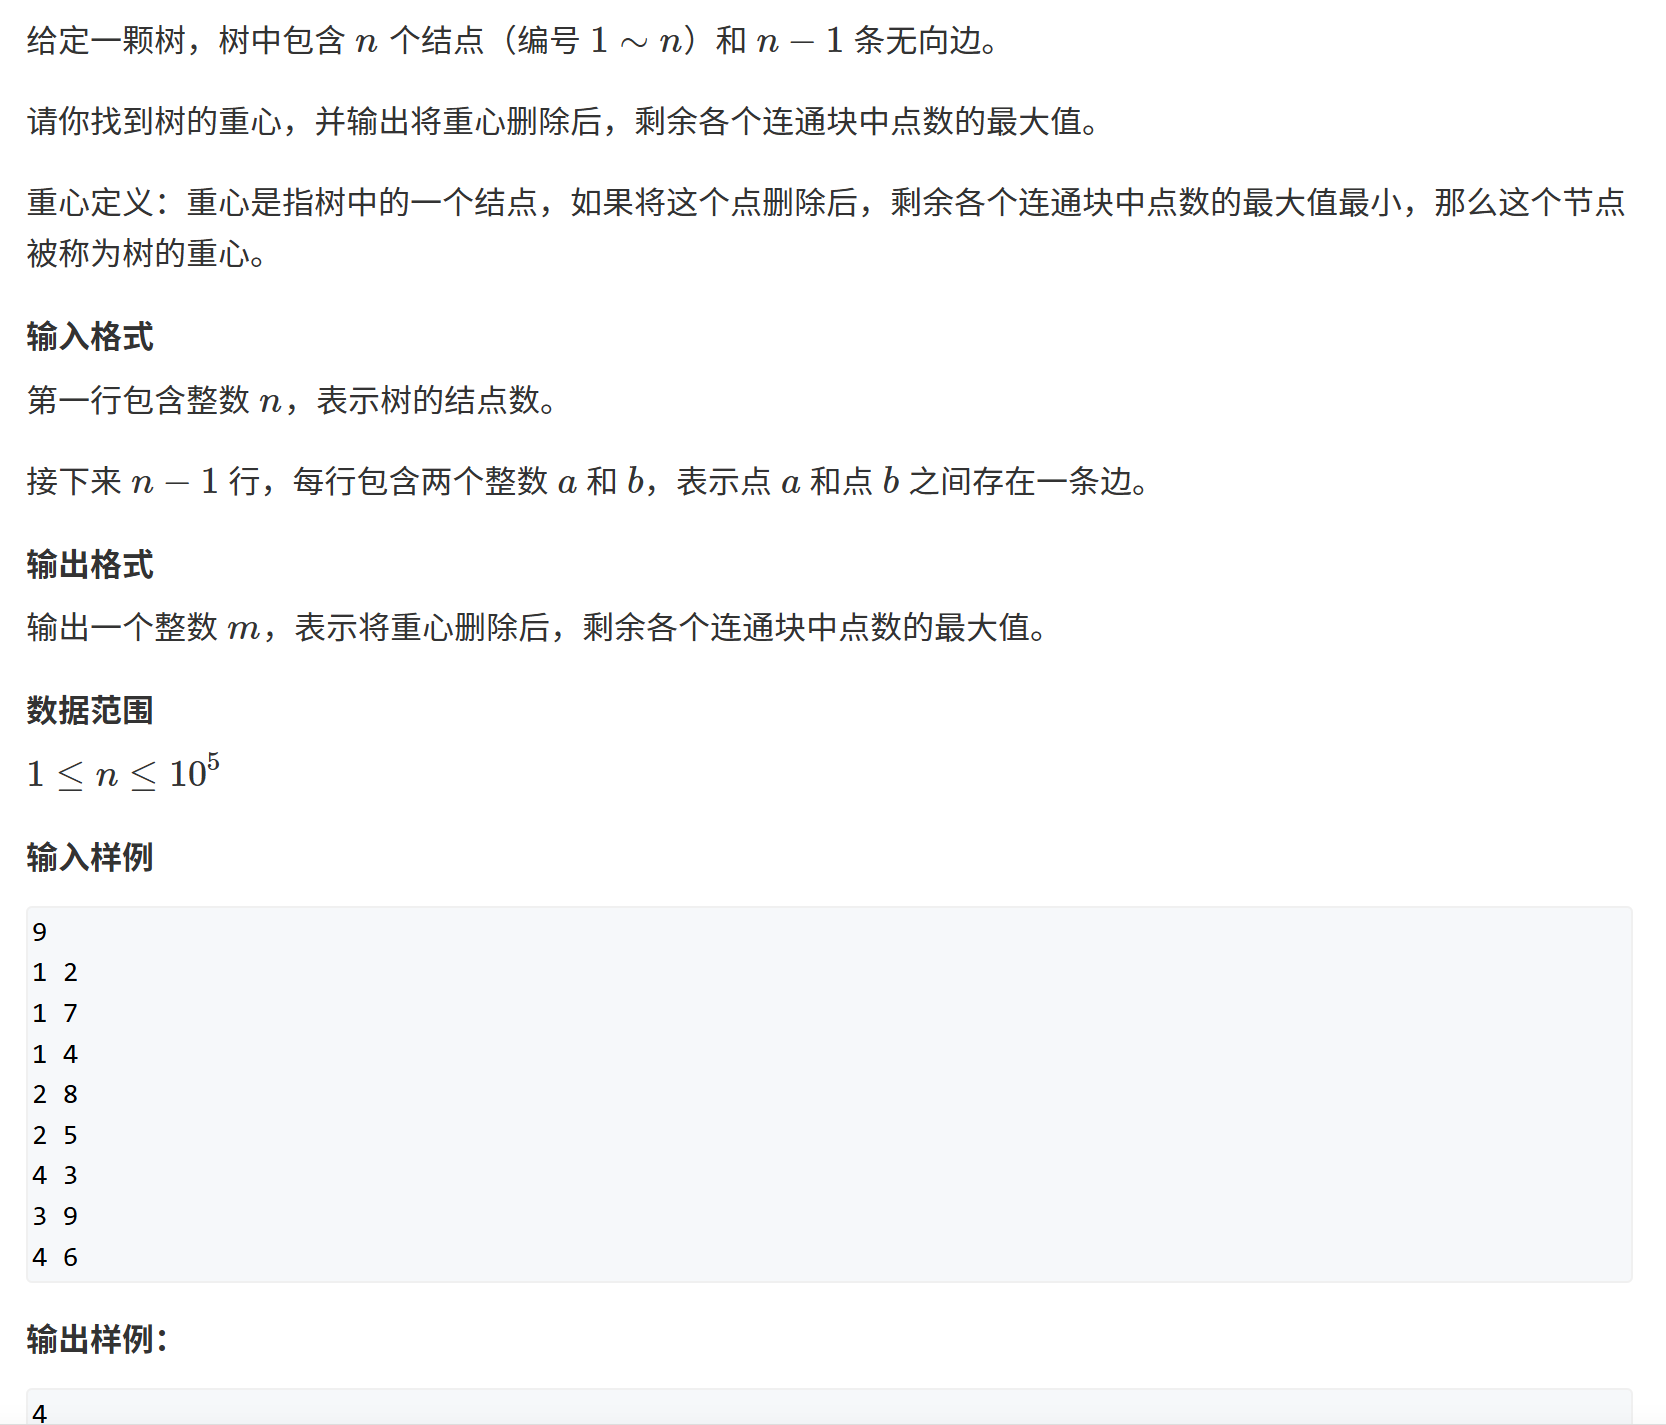 给定一颗树，树中包含 n 个结点（编号 1 ∼ n）和 n − 1 条无向边。
请你找到树的重心，并输出将重心删除后，剩余各个连通块中点数的最大值。
重心定义：重心是指树中的一个结点，如果将这个点删除后，剩余各个连通块中点数的最大值最小，那么这个节点
被称为树的重心。
输入格式
第一行包含整数 n，表示树的结点数。
接下来 n − 1 行，每行包含两个整数 a 和 b，表示点 a 和点 b 之间存在一条边。
输出格式
输出一个整数 m，表示将重心删除后，剩余各个连通块中点数的最大值。
数据范围
1 ≤ n ≤ 10⁵
输入样例
9
1 2
1 7
1 4
2 8
2 5
4 3
3 9
4 6
输出样例：
4